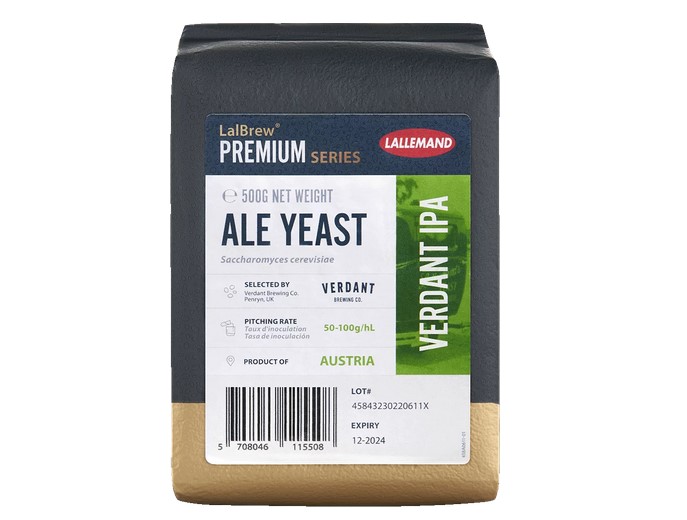 LalBrew®
PREMIUM SERIES
LALLEMAND
℮ 500G NET WEIGHT
ALE YEAST
Saccharomyces cerevisiae
VERDANT IPA
SELECTED BY
Verdant Brewing Co.
Penryn, UK
VERDANT
BREWING CO.
PITCHING RATE
Taux d'inoculation
Tasa de inoculación
50-100g/hL
PRODUCT OF
AUSTRIA
LOT#
45843230220611X
EXPIRY
12-2024
5 708046 115508